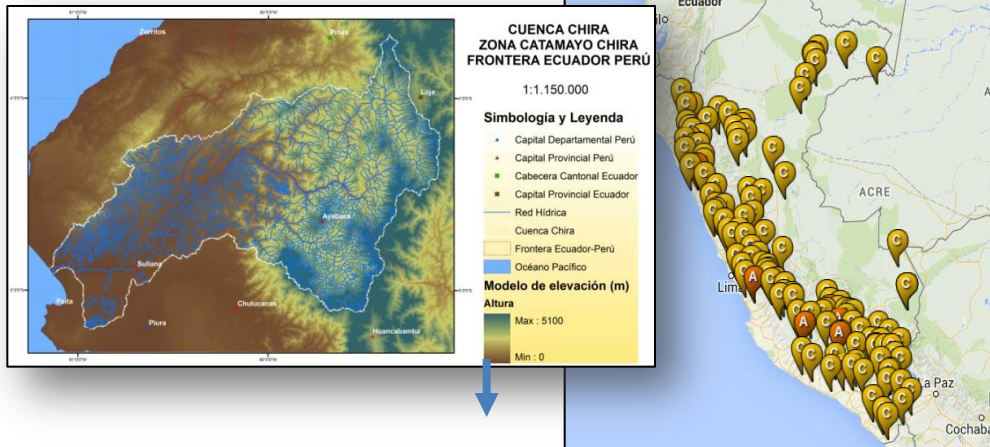 CUENCA CHIRA
ZONA CATAMAYO CHIRA
FRONTERA ECUADOR PERÚ
1:1.150.000
Simbología y Leyenda
Capital Departamental Perú
Capital Provincial Perú
Cabecera Cantonal Ecuador
Capital Provincial Ecuador
Red Hídrica
Cuenca Chira
Frontera Ecuador-Perú
Océano Pacífico
Modelo de elevación (m)
Altura
Max : 5100
Min : 0
Zorritos
Piñas
Loja
Ayabaca
Sullana
Paita
Piura
Chulucanas
Huancabamba
Ecuador
ACRE
Lima
La Paz
Cochaba
C
A